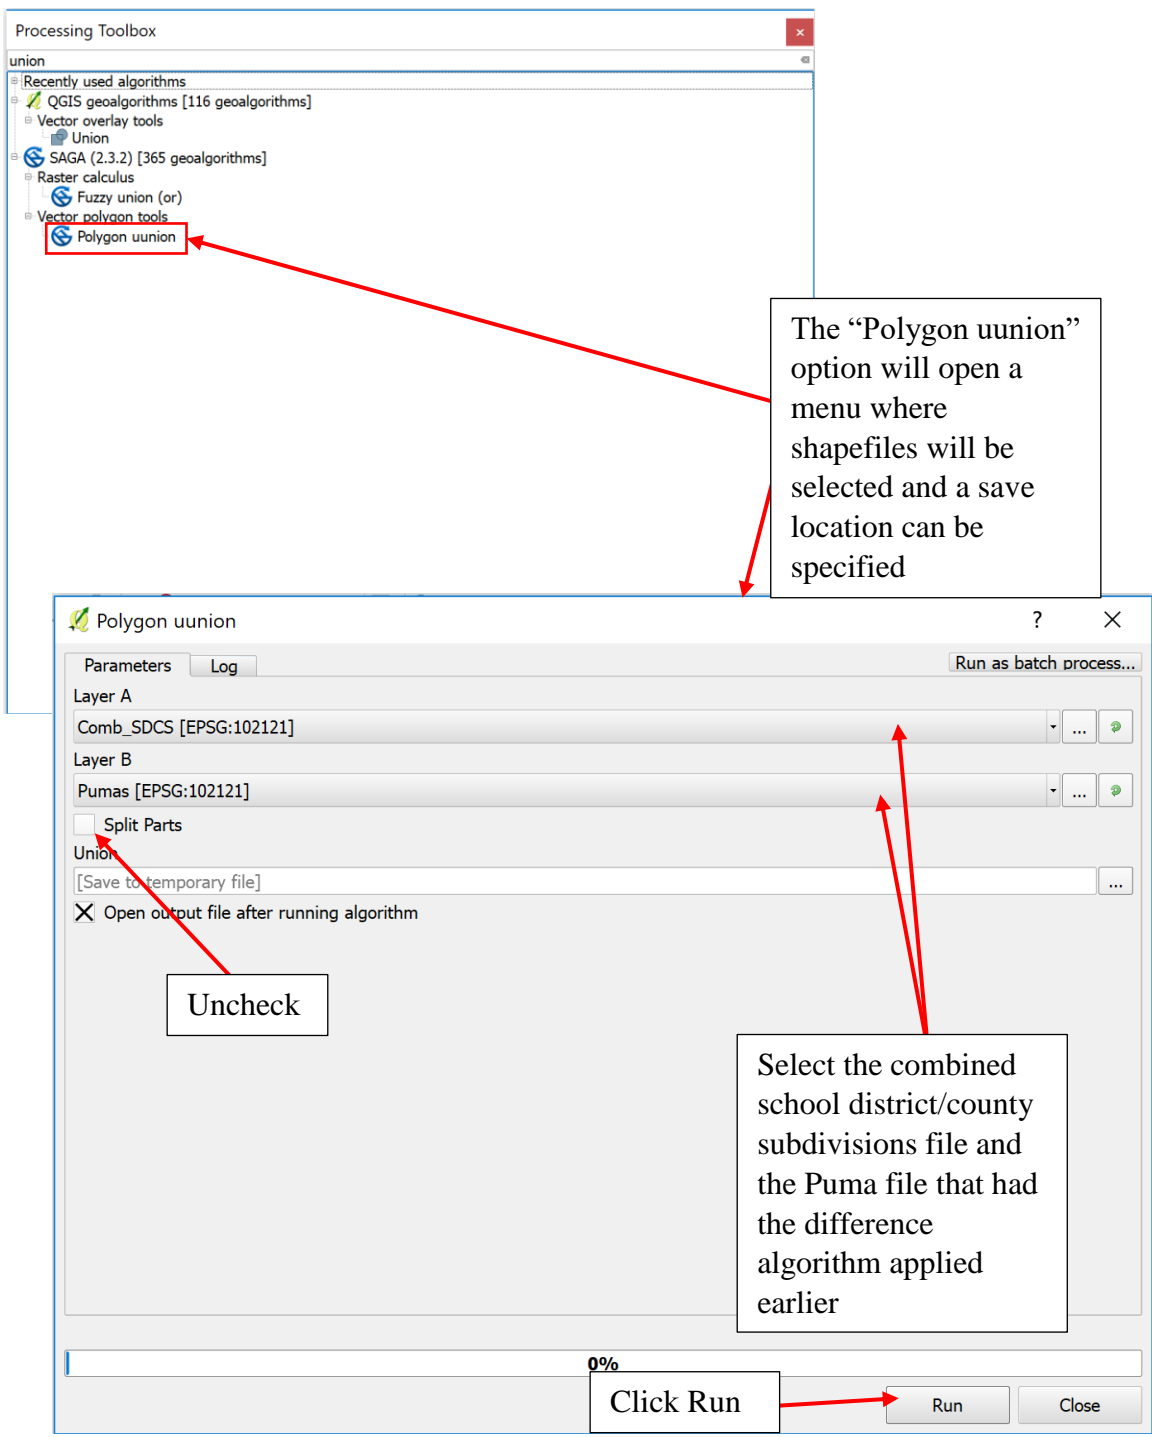 Processing Toolbox
union
Recently used algorithms
QGIS geoalgorithms [116 geoalgorithms]
Vector overlay tools
Union
SAGA (2.3.2) [365 geoalgorithms]
Raster calculus
Fuzzy union (or)
Vector polygon tools
Polygon uunion
The “Polygon uunion”
option will open a
menu where
shapefiles will be
selected and a save
location can be
specified
Polygon uunion
Parameters Log Run as batch process...
Layer A
Comb_SDCS [EPSG:102121] ...
Layer B
Pumas [EPSG:102121] ...
Split Parts
Union
[Save to temporary file] ...
Open output file after running algorithm
Uncheck
Select the combined
school district/county
subdivisions file and
the Puma file that had
the difference
algorithm applied
earlier
0%
Click Run
Run Close